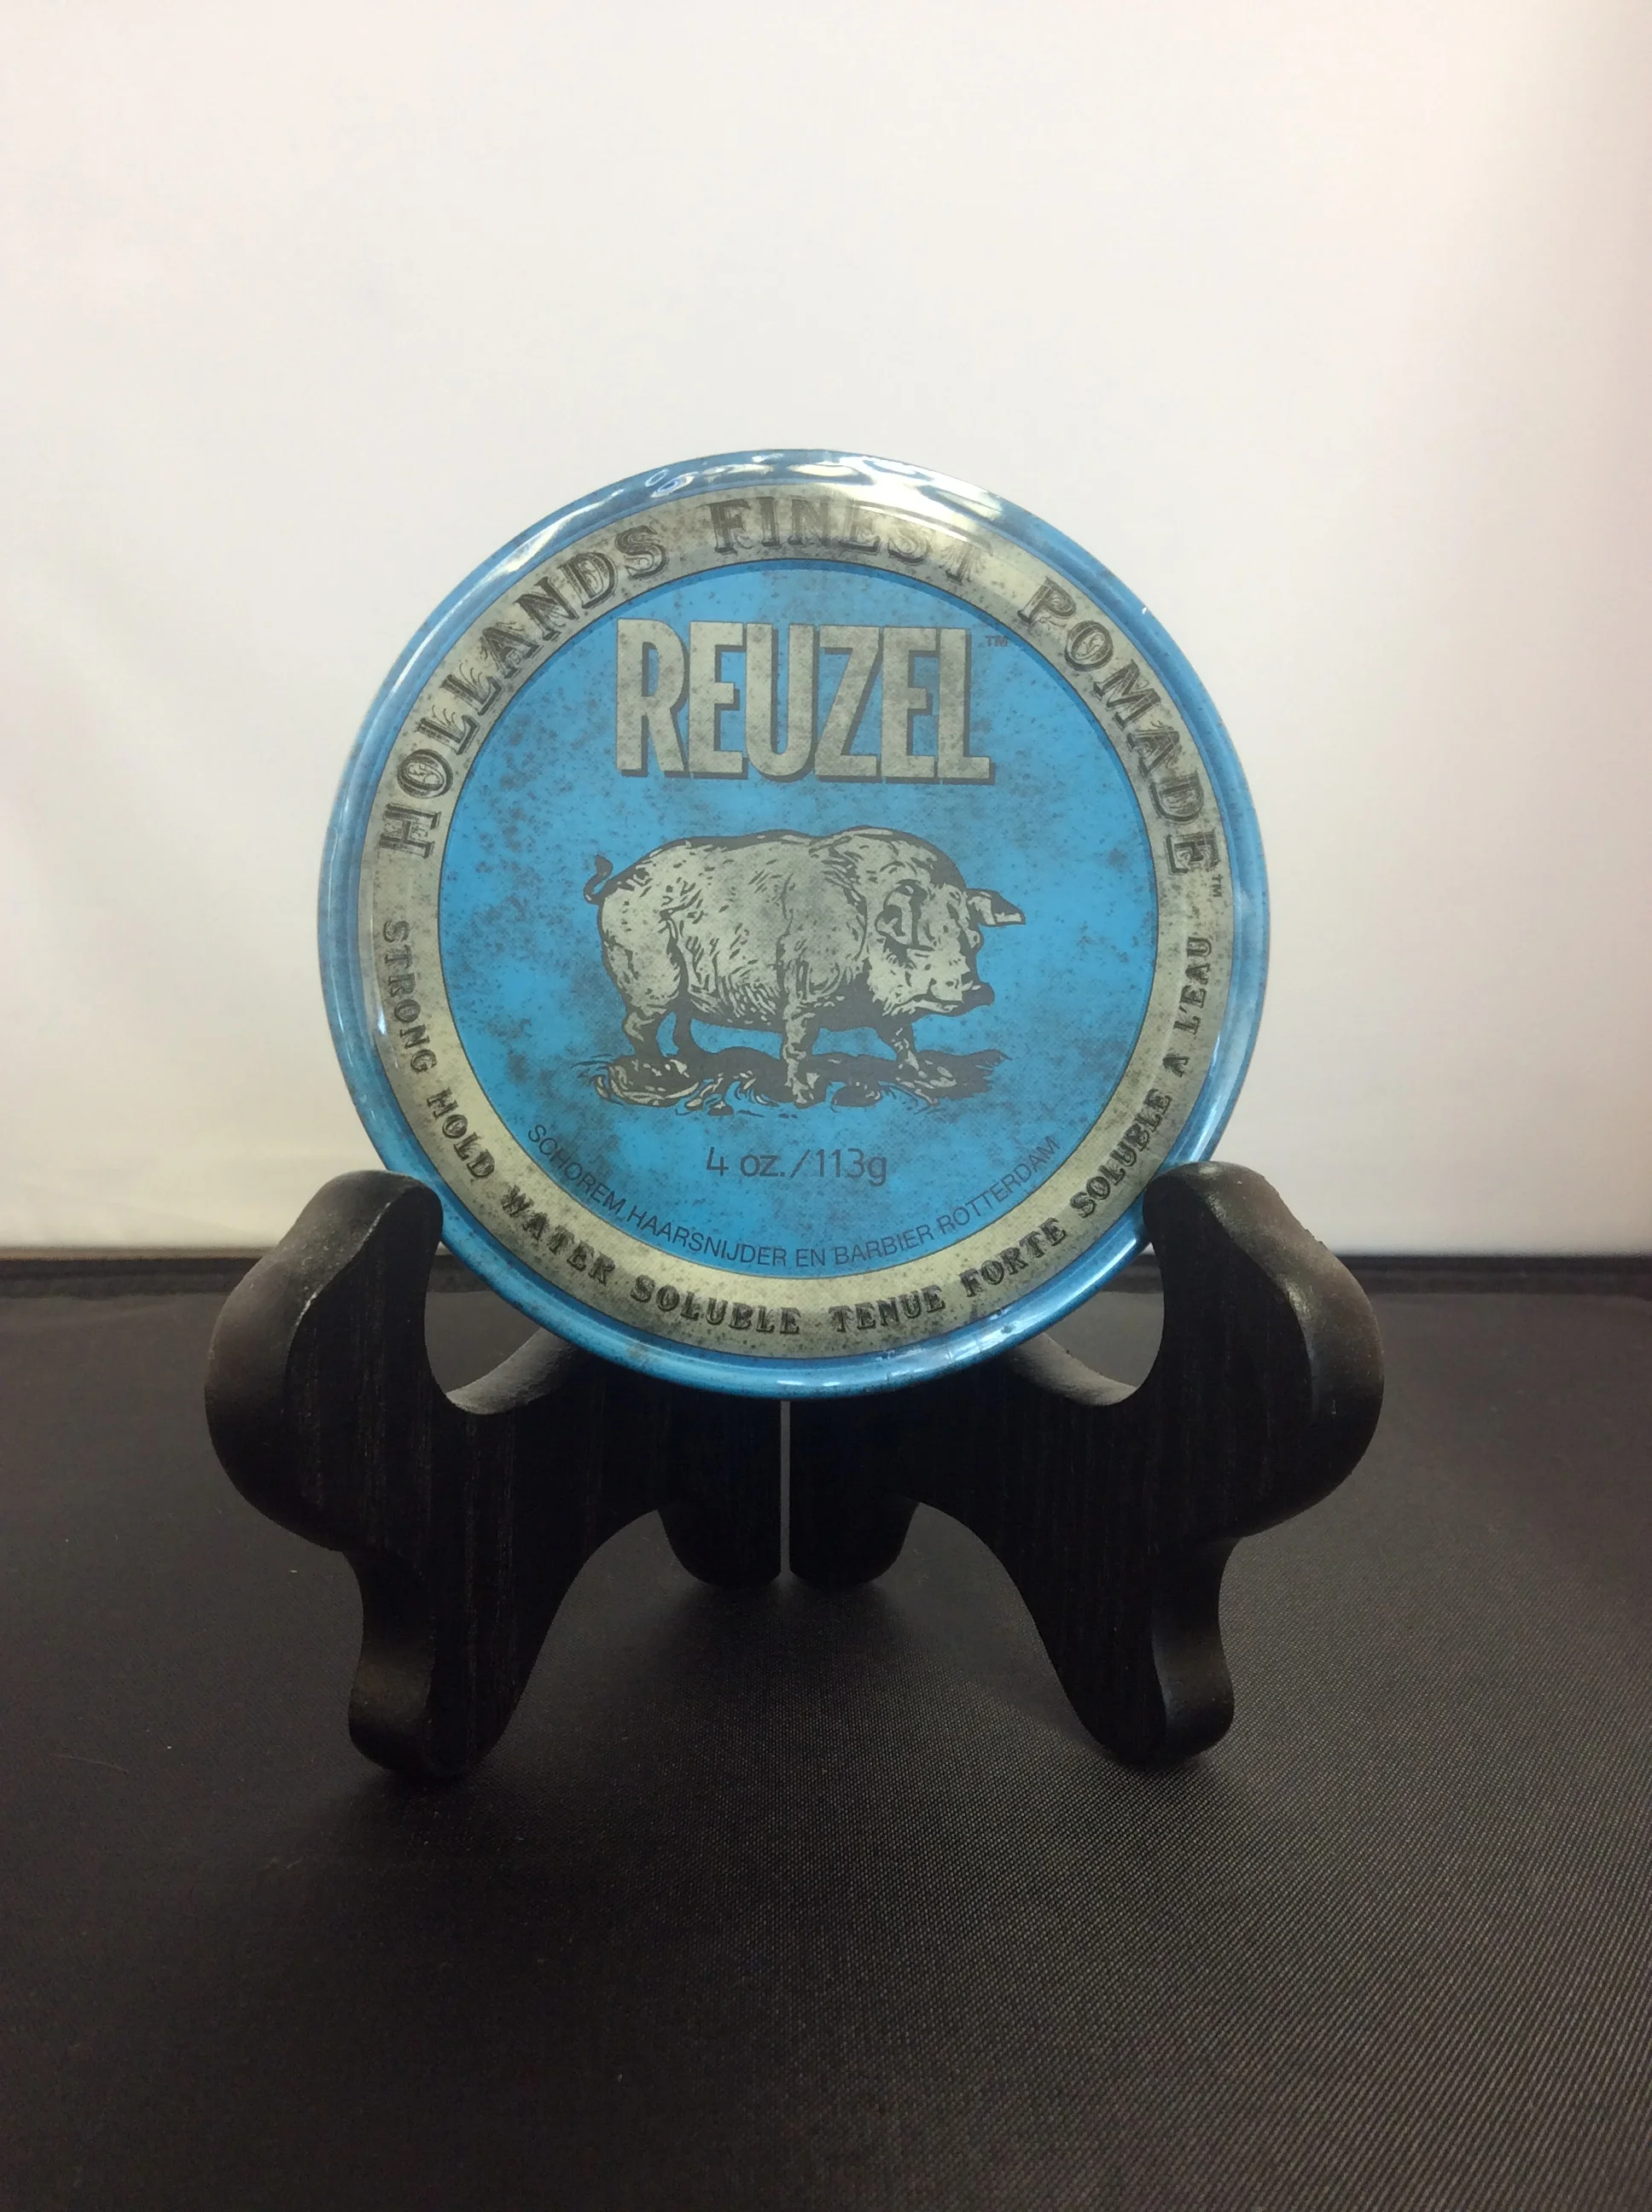 HOLLANDS FINEST POMADE™
REUZEL™
4 oz./113g
SCHOREM HAARSNIJDER EN BARBIER ROTTERDAM
STRONG HOLD WATER SOLUBLE TENUE FORTE SOLUBLE A L'EAU